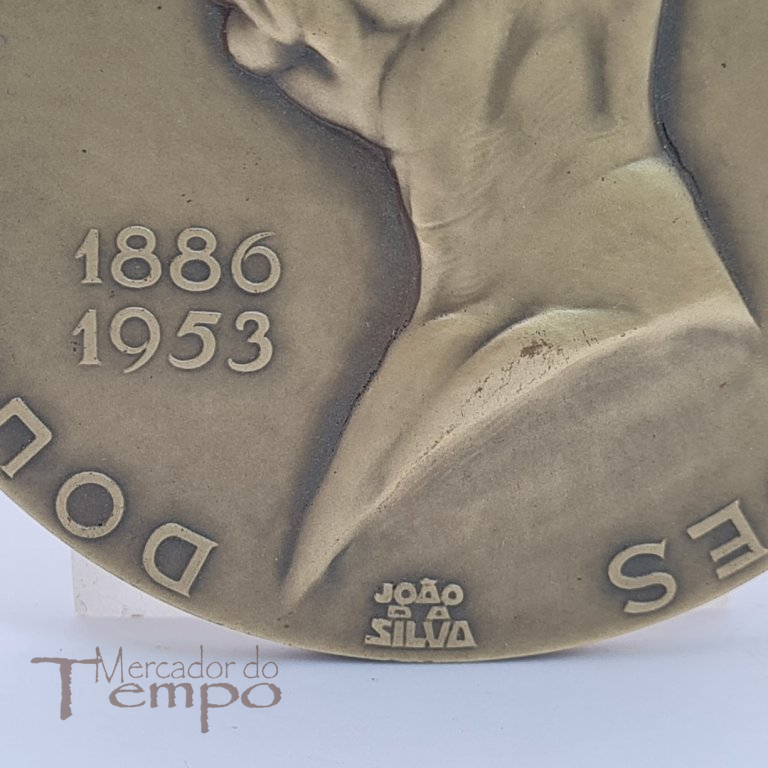 1886
1953
DOU
ES
JOÃO
DA
SILVA
Mercador do
Tempo